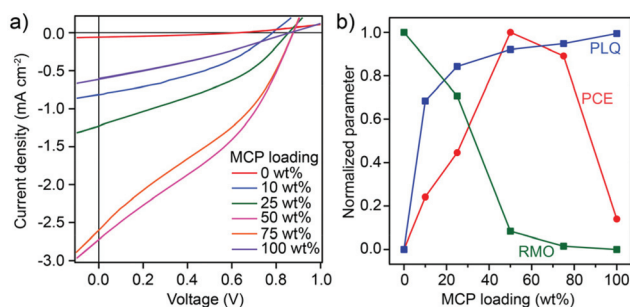 a)
Current density (mA cm-2)
0.0
-0.5
-1.0
-1.5
-2.0
-2.5
-3.0
MCP loading
0 wt%
10 wt%
25 wt%
50 wt%
75 wt%
100 wt%
0.0 0.2 0.4 0.6 0.8 1.0
Voltage (V)
b)
Normalized parameter
1.0
0.8
0.6
0.4
0.2
0.0
PLQ
PCE
RMO
0 20 40 60 80 100
MCP loading (wt%)